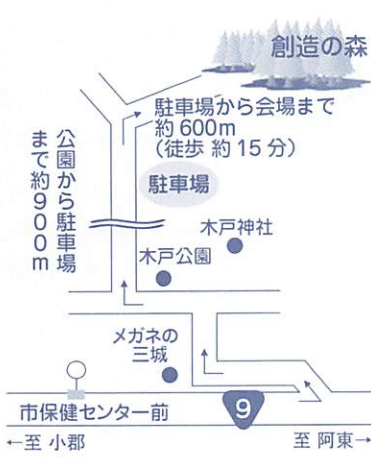 創造の森
駐車場から会場まで
約600m
（徒歩 約15分）
公園から駐車場
まで約900m
駐車場
木戸神社
木戸公園
メガネの
三城
市保健センター前
9
←至 小郡
至 阿東→